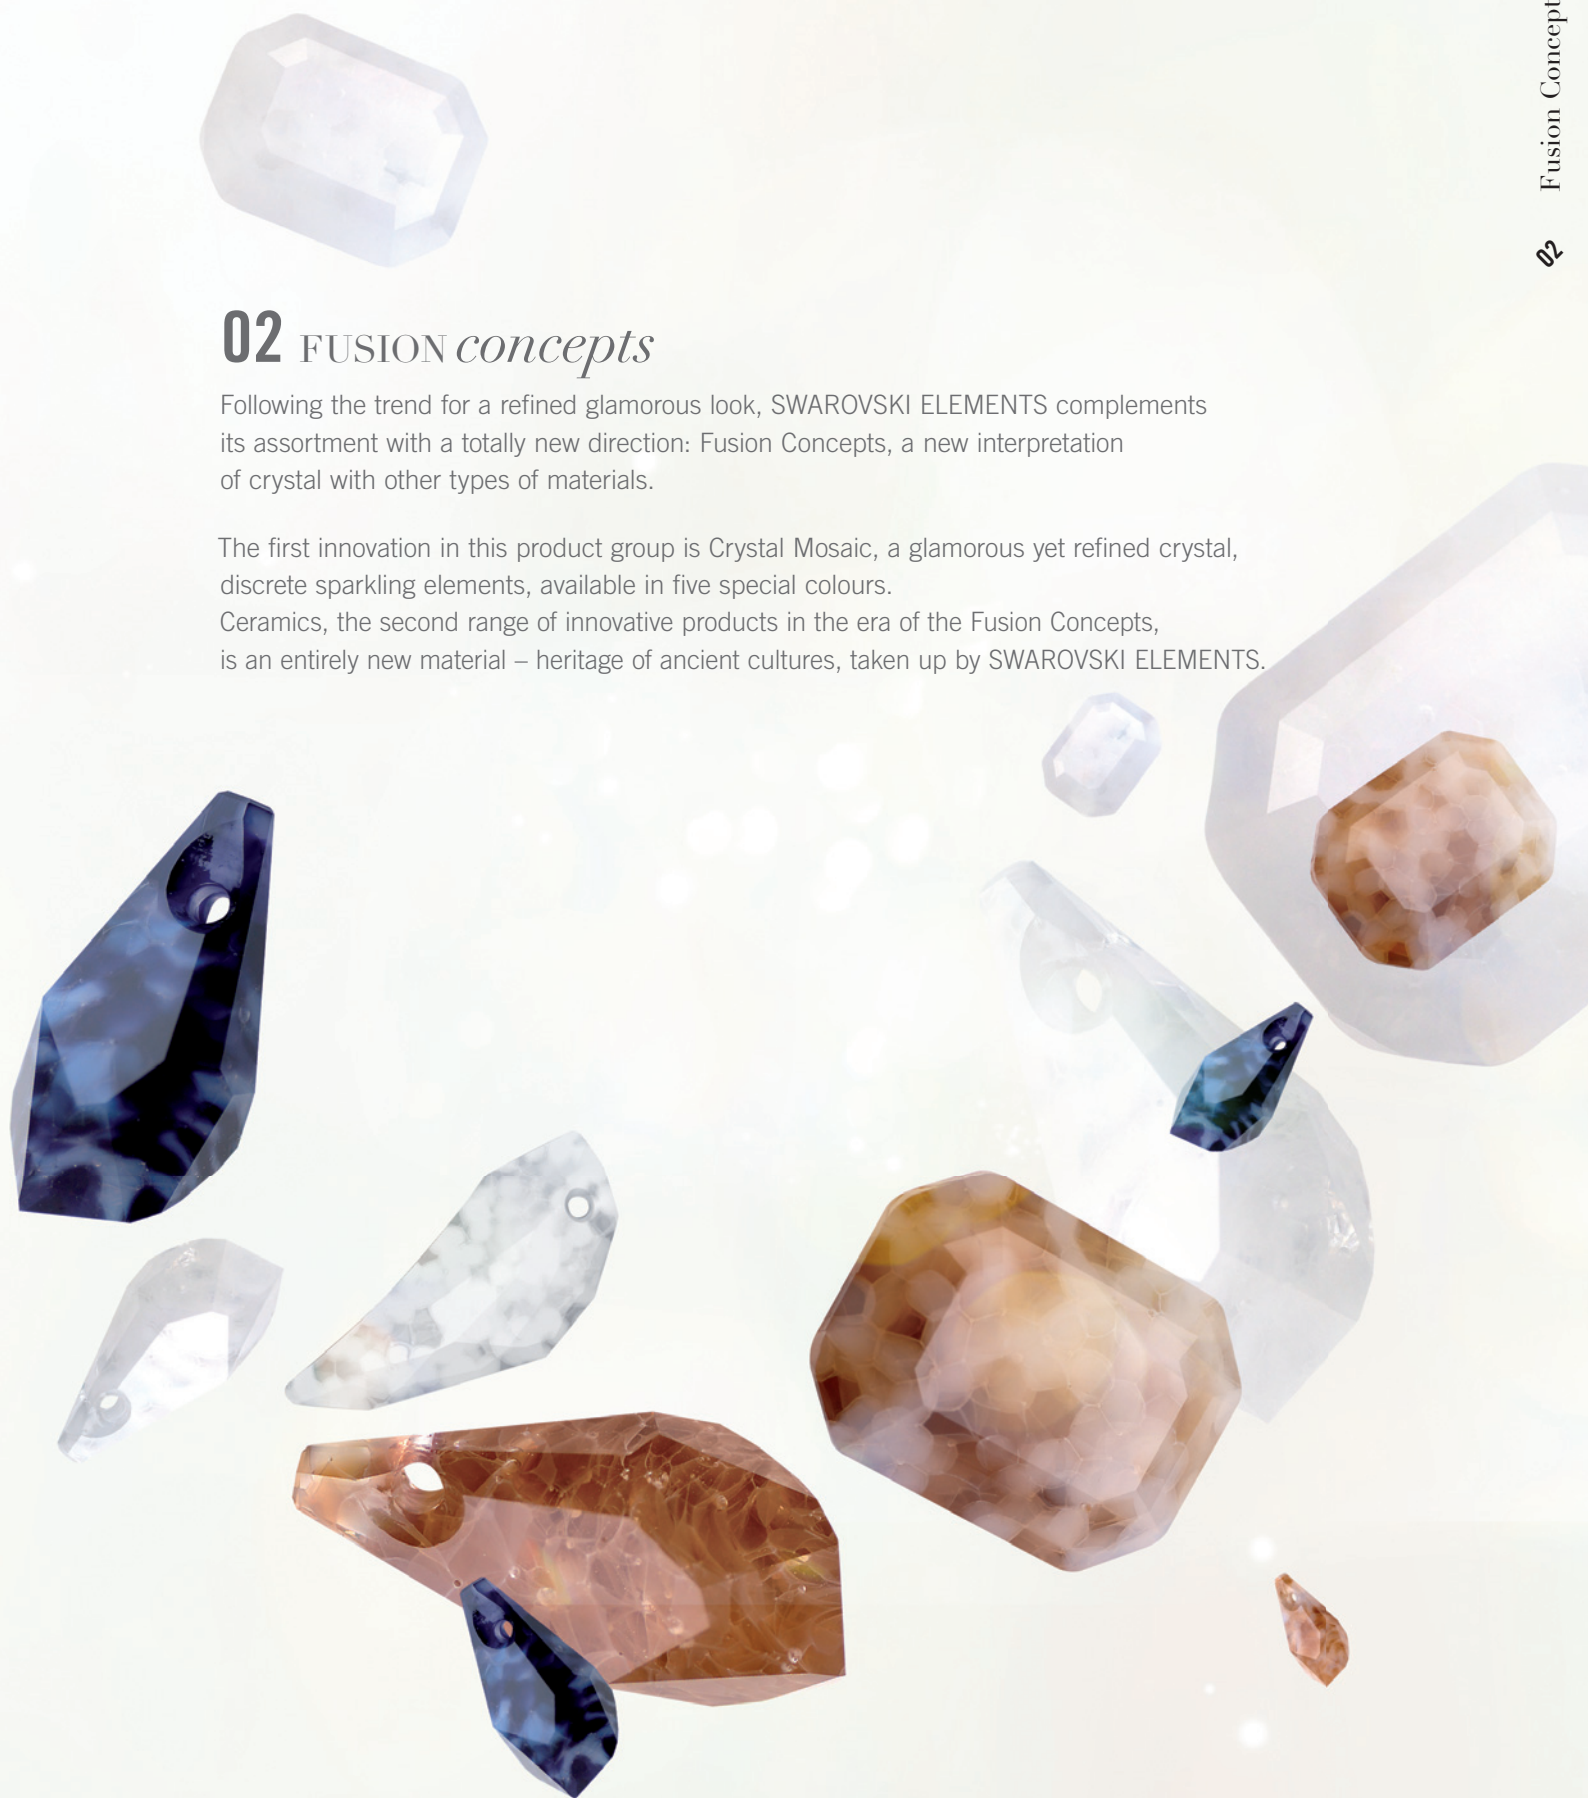 Fusion Concept
02
02 FUSION concepts
Following the trend for a refined glamorous look, SWAROVSKI ELEMENTS complements
its assortment with a totally new direction: Fusion Concepts, a new interpretation
of crystal with other types of materials.
The first innovation in this product group is Crystal Mosaic, a glamorous yet refined crystal,
discrete sparkling elements, available in five special colours.
Ceramics, the second range of innovative products in the era of the Fusion Concepts,
is an entirely new material – heritage of ancient cultures, taken up by SWAROVSKI ELEMENTS.